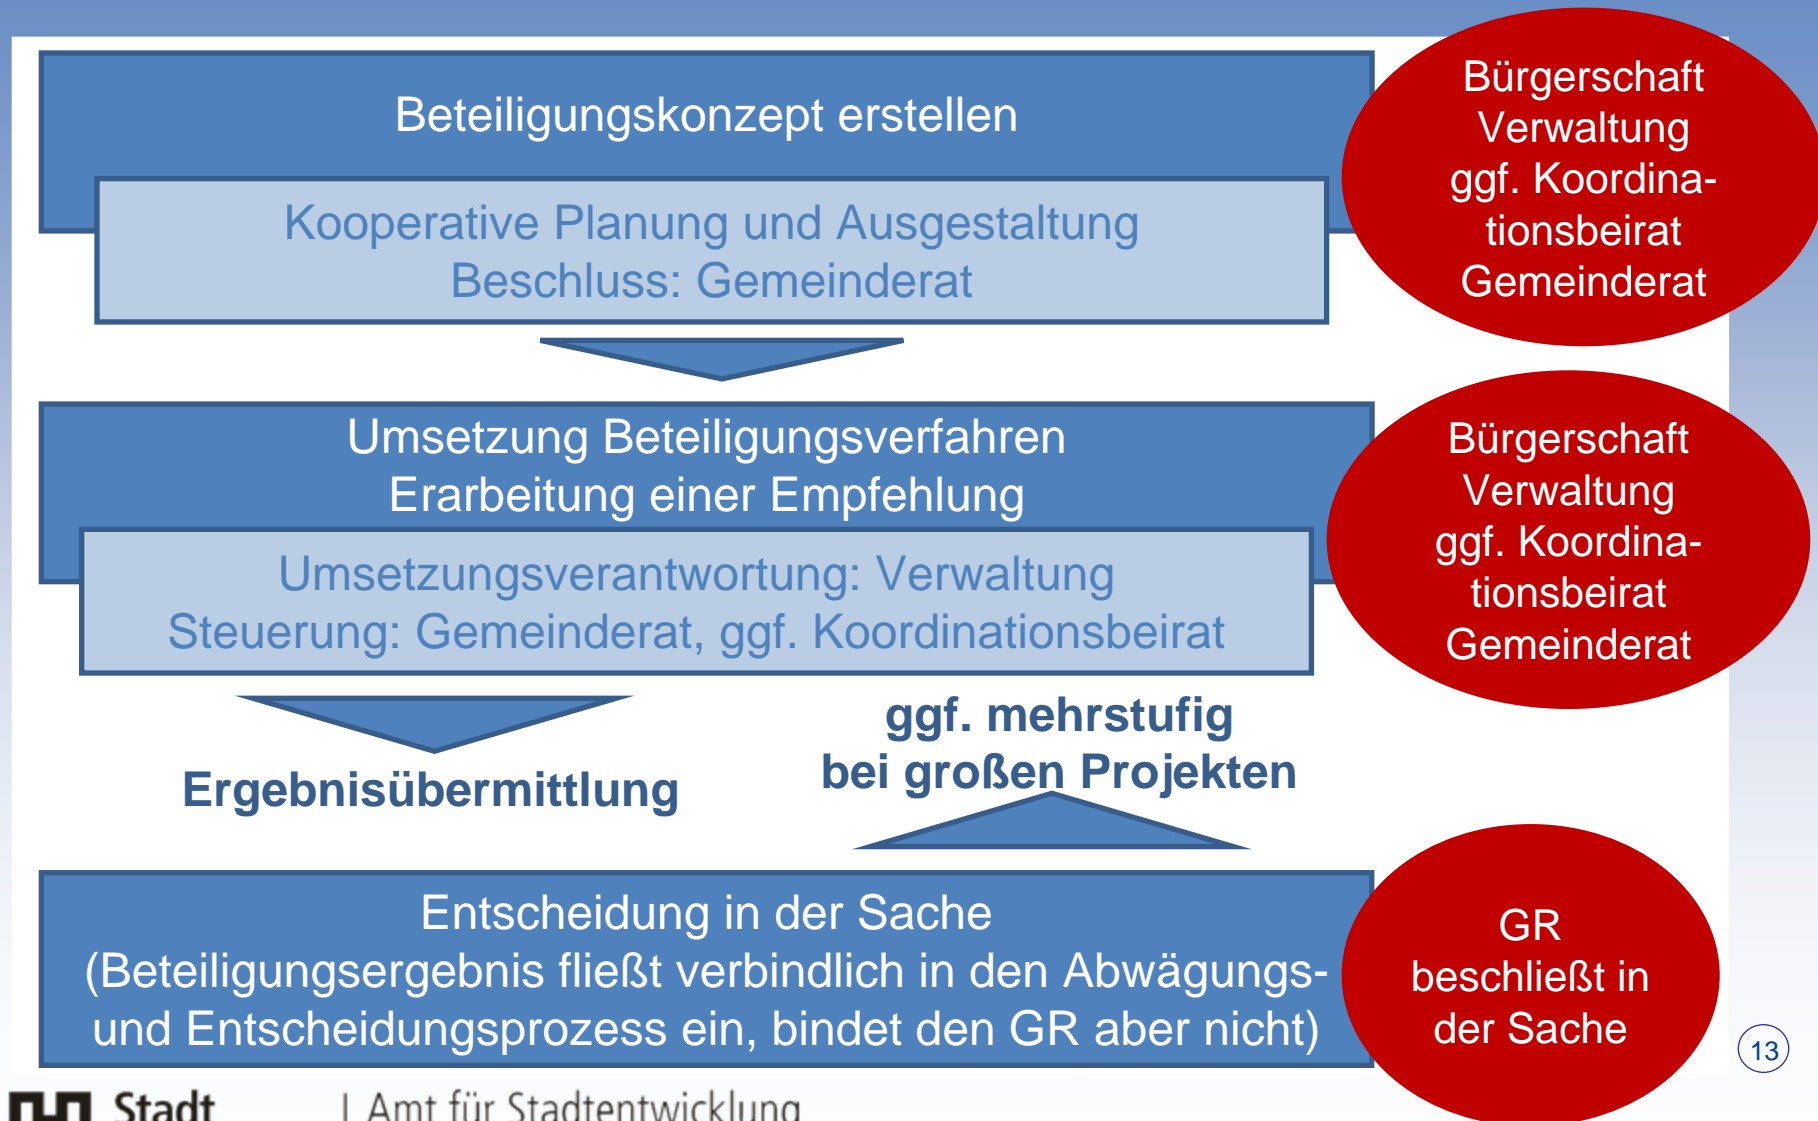 Beteiligungskonzept erstellen
Kooperative Planung und Ausgestaltung
Beschluss: Gemeinderat
Bürgerschaft
Verwaltung
ggf. Koordina-
tionsbeirat
Gemeinderat
Umsetzung Beteiligungsverfahren
Erarbeitung einer Empfehlung
Umsetzungsverantwortung: Verwaltung
Steuerung: Gemeinderat, ggf. Koordinationsbeirat
Bürgerschaft
Verwaltung
ggf. Koordina-
tionsbeirat
Gemeinderat
Ergebnisübermittlung
ggf. mehrstufig
bei großen Projekten
Entscheidung in der Sache
(Beteiligungsergebnis fließt verbindlich in den Abwägungs-
und Entscheidungsprozess ein, bindet den GR aber nicht)
GR
beschließt in
der Sache
13
Stadt | Amt für Stadtentwicklung